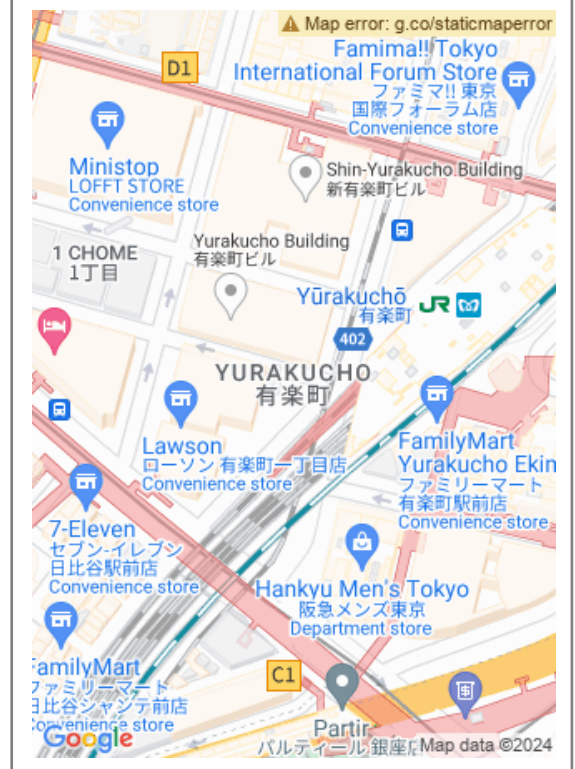 Map error: g.co/staticmaperror
Famima!! Tokyo
International Forum Store
ファミマ!! 東京
国際フォーラム店
Convenience store
D1
Ministop
LOFFT STORE
Convenience store
Shin-Yurakucho Building
新有楽町ビル
1 CHOME
1丁目
Yurakucho Building
有楽町ビル
Yūrakuchō
有楽町
JR
402
YURAKUCHO
有楽町
Lawson
ローソン 有楽町一丁目店
Convenience store
FamilyMart
Yurakucho Ekin
ファミリーマート
有楽町駅前店
Convenience store
7-Eleven
セブン-イレブン
日比谷駅前店
Convenience store
Hankyu Men's Tokyo
阪急メンズ東京
Department store
FamilyMart
ファミリーマート
日比谷シャンテ前店
Convenience store
C1
Partir
パルティール 銀座店
Google
Map data ©2024